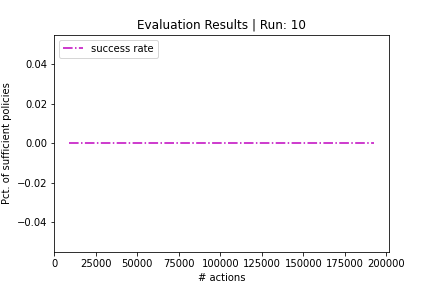 Evaluation Results | Run: 10
success rate
Pct. of sufficient policies
0.04
0.02
0.00
−0.02
−0.04
0 25000 50000 75000 100000 125000 150000 175000 200000
# actions